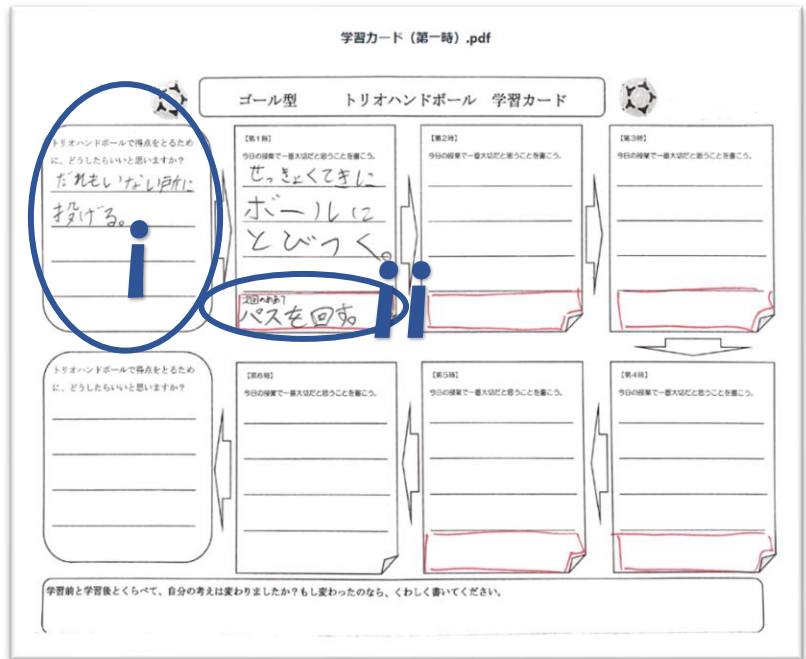 学習カード（第一時）.pdf
ゴール型　トリオハンドボール　学習カード
トリオハンドボールで得点をとるため
に、どうしたらいいと思いますか？
だれもいない所に
投げる。
i
【第1時】
今日の授業で一番大切だと思うことを書こう。
せっきょくてきに
ボールに
とびつく。
次回のめあて
パスを回す。
ii
【第2時】
今日の授業で一番大切だと思うことを書こう。
【第3時】
今日の授業で一番大切だと思うことを書こう。
【第4時】
今日の授業で一番大切だと思うことを書こう。
【第5時】
今日の授業で一番大切だと思うことを書こう。
【第6時】
今日の授業で一番大切だと思うことを書こう。
トリオハンドボールで得点をとるため
に、どうしたらいいと思いますか？
学習前と学習後とくらべて、自分の考えは変わりましたか？もし変わったのなら、くわしく書いてください。